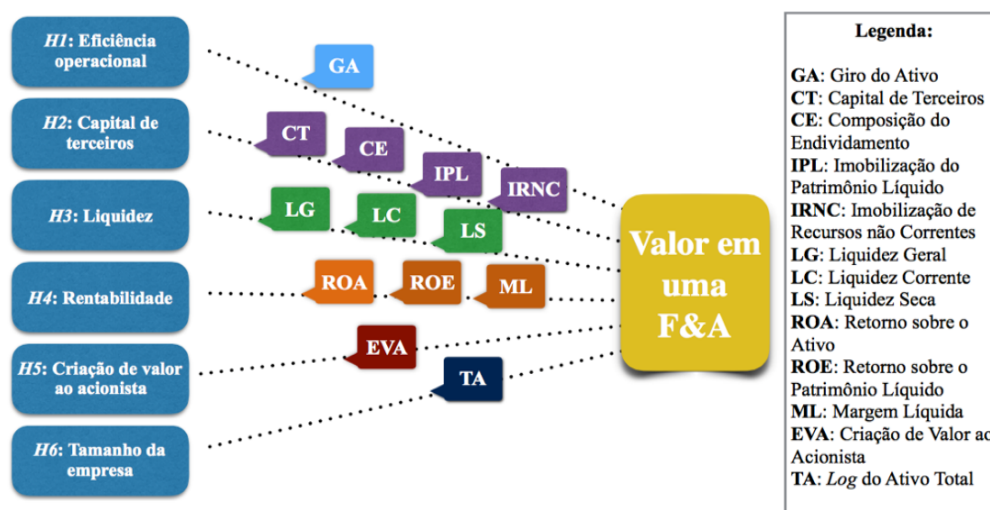 H1: Eficiência
operacional
GA
H2: Capital de
terceiros
CT
CE
IPL
IRNC
H3: Liquidez
LG
LC
LS
H4: Rentabilidade
ROA
ROE
ML
H5: Criação de valor
ao acionista
EVA
H6: Tamanho da
empresa
TA
Valor em
uma
F&A
Legenda:
GA: Giro do Ativo
CT: Capital de Terceiros
CE: Composição do
Endividamento
IPL: Imobilização do
Patrimônio Líquido
IRNC: Imobilização de
Recursos não Correntes
LG: Liquidez Geral
LC: Liquidez Corrente
LS: Liquidez Seca
ROA: Retorno sobre o
Ativo
ROE: Retorno sobre o
Patrimônio Líquido
ML: Margem Líquida
EVA: Criação de Valor ao
Acionista
TA: Log do Ativo Total